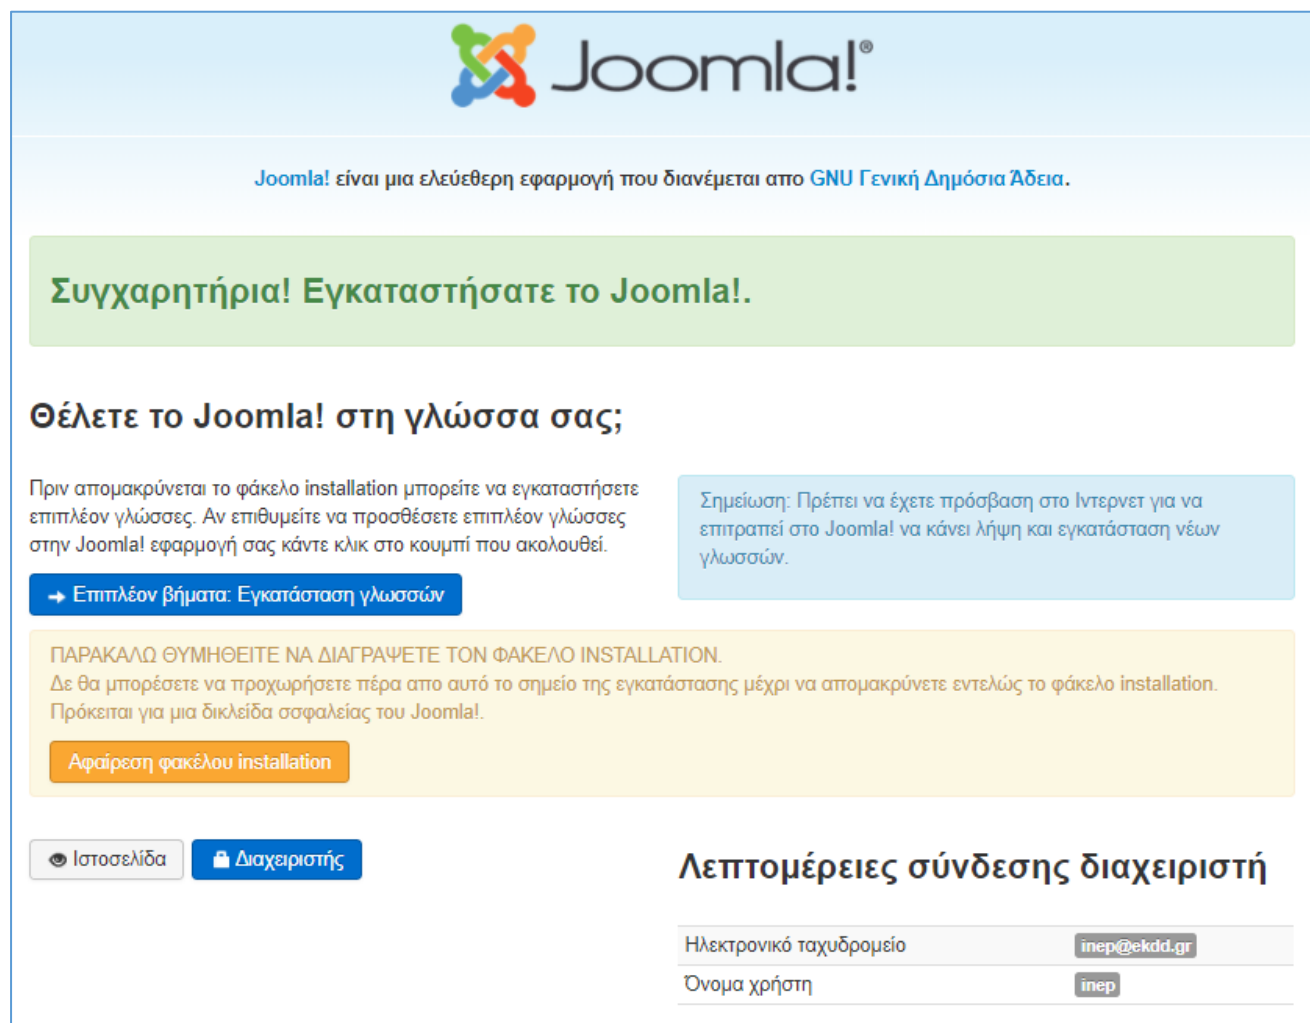 Joomla!®
Joomla! είναι μια ελεύεθερη εφαρμογή που διανέμεται απο GNU Γενική Δημόσια Άδεια.
Συγχαρητήρια! Εγκαταστήσατε το Joomla!.
Θέλετε το Joomla! στη γλώσσα σας;
Πριν απομακρύνεται το φάκελο installation μπορείτε να εγκαταστήσετε
επιπλέον γλώσσες. Αν επιθυμείτε να προσθέσετε επιπλέον γλώσσες
στην Joomla! εφαρμογή σας κάντε κλικ στο κουμπί που ακολουθεί.
Επιπλέον βήματα: Εγκατάσταση γλωσσών
Σημείωση: Πρέπει να έχετε πρόσβαση στο Ιντερνετ για να
επιτραπεί στο Joomla! να κάνει λήψη και εγκατάσταση νέων
γλωσσών.
ΠΑΡΑΚΑΛΩ ΘΥΜΗΘΕΙΤΕ ΝΑ ΔΙΑΓΡΑΨΕΤΕ ΤΟΝ ΦΑΚΕΛΟ INSTALLATION.
Δε θα μπορέσετε να προχωρήσετε πέρα απο αυτό το σημείο της εγκατάστασης μέχρι να απομακρύνετε εντελώς το φάκελο installation.
Πρόκειται για μια δικλείδα σσφαλείας του Joomla!.
Αφαίρεση φακέλου installation
Ιστοσελίδα
Διαχειριστής
Λεπτομέρειες σύνδεσης διαχειριστή
Ηλεκτρονικό ταχυδρομείο inep@ekdd.gr
Όνομα χρήστη inep